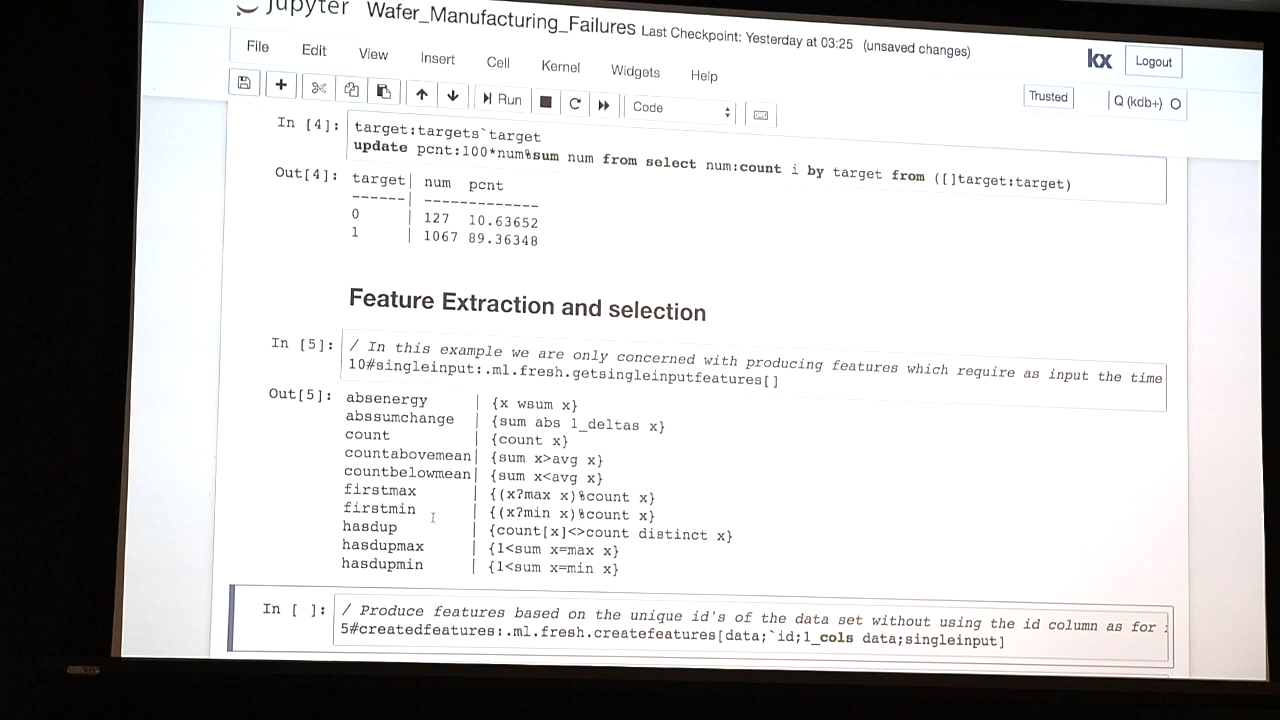 jupyter Wafer_Manufacturing_Failures Last Checkpoint: Yesterday at 03:25 (unsaved changes)
kx Logout
File Edit View Insert Cell Kernel Widgets Help
Run Code Trusted Q (kdb+)
In [4]: target:targets`target
update pcnt:100*num%sum num from select num:count i by target from ([]target:target)
Out[4]: target| num pcnt
------| -------------
0 | 127 10.63652
1 | 1067 89.36348
Feature Extraction and selection
In [5]: / In this example we are only concerned with producing features which require as input the time
10#singleinput:.ml.fresh.getsingleinputfeatures[]
Out[5]: absenergy | {x wsum x}
abssumchange | {sum abs 1_deltas x}
count | {count x}
countabovemean| {sum x>avg x}
countbelowmean| {sum x<avg x}
firstmax | {(x?max x)%count x}
firstmin | {(x?min x)%count x}
hasdup | {count[x]<>count distinct x}
hasdupmax | {1<sum x=max x}
hasdupmin | {1<sum x=min x}
In [ ]: / Produce features based on the unique id's of the data set without using the id column as for
5#createdfeatures:.ml.fresh.createfeatures[data;`id;1_cols data;singleinput]